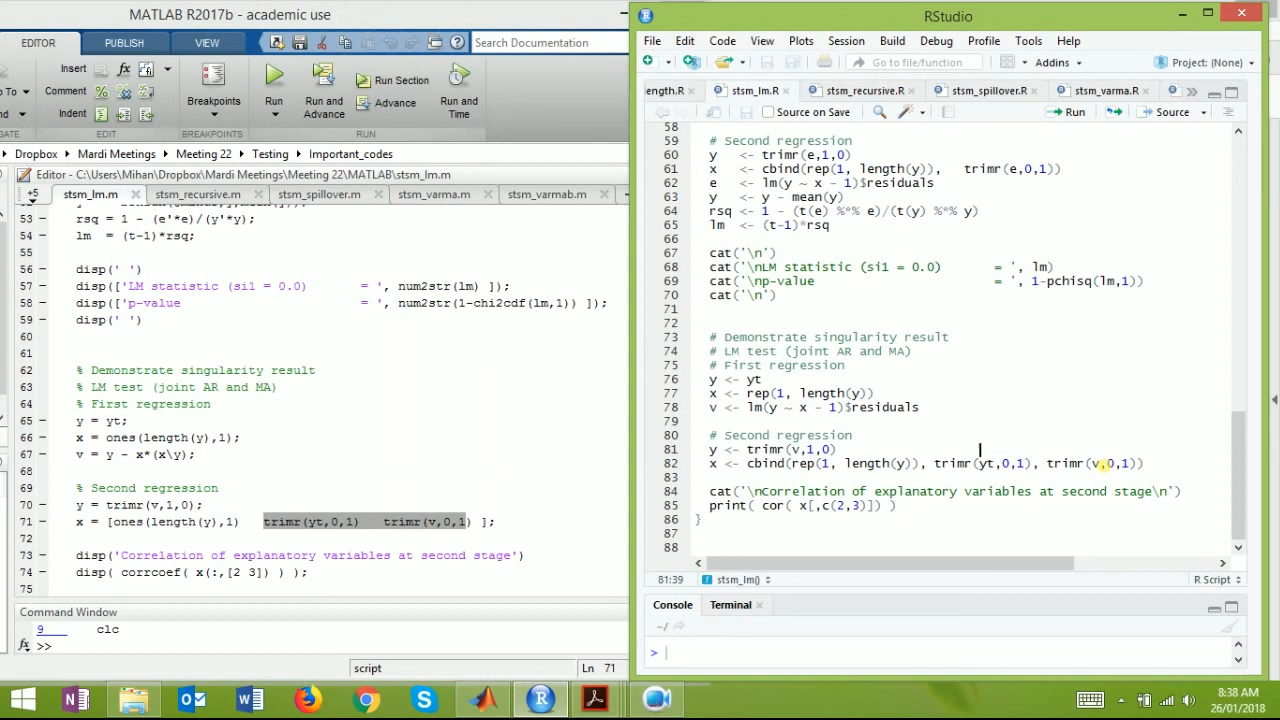 MATLAB R2017b - academic use
EDITOR PUBLISH VIEW
Search Documentation
Insert
Comment
Indent
Breakpoints
Run
Run and Advance
Run Section
Advance
Run and Time
EDIT BREAKPOINTS RUN
Dropbox Mardi Meetings Meeting 22 Testing Important_codes
Editor - C:\Users\Mihan\Dropbox\Mardi Meetings\Meeting 22\MATLAB\stsm_lm.m
+5 stsm_lm.m stsm_recursive.m stsm_spillover.m stsm_varma.m stsm_varmab.m
53 rsq = 1 - (e'*e)/(y'*y);
54 lm = (t-1)*rsq;
55
56 disp(' ')
57 disp(['LM statistic (si1 = 0.0) = ', num2str(lm) ]);
58 disp(['p-value = ', num2str(1-chi2cdf(lm,1)) ]);
59 disp(' ')
60
61
62 % Demonstrate singularity result
63 % LM test (joint AR and MA)
64 % First regression
65 y = yt;
66 x = ones(length(y),1);
67 v = y - x*(x\y);
68
69 % Second regression
70 y = trimr(v,1,0);
71 x = [ones(length(y),1) trimr(yt,0,1) trimr(v,0,1) ];
72
73 disp('Correlation of explanatory variables at second stage')
74 disp( corrcoef( x(:,[2 3]) ) );
75
Command Window
9 clc
fx >>
script Ln 71
RStudio
File Edit Code View Plots Session Build Debug Profile Tools Help
Go to file/function Addins Project: (None)
ength.R stsm_lm.R stsm_recursive.R stsm_spillover.R stsm_varma.R
Source on Save Run Source
58
59 # Second regression
60 y <- trimr(e,1,0)
61 x <- cbind(rep(1, length(y)), trimr(e,0,1))
62 e <- lm(y ~ x - 1)$residuals
63 y <- y - mean(y)
64 rsq <- 1 - (t(e) %*% e)/(t(y) %*% y)
65 lm <- (t-1)*rsq
66
67 cat('\n')
68 cat('\nLM statistic (si1 = 0.0) = ', lm)
69 cat('\np-value = ', 1-pchisq(lm,1))
70 cat('\n')
71
72
73 # Demonstrate singularity result
74 # LM test (joint AR and MA)
75 # First regression
76 y <- yt
77 x <- rep(1, length(y))
78 v <- lm(y ~ x - 1)$residuals
79
80 # Second regression
81 y <- trimr(v,1,0)
82 x <- cbind(rep(1, length(y)), trimr(yt,0,1), trimr(v,0,1))
83
84 cat('\nCorrelation of explanatory variables at second stage\n')
85 print( cor( x[,c(2,3)]) )
86 }
87
88
81:39 stsm_lm() R Script
Console Terminal
~/
>
8:38 AM
26/01/2018